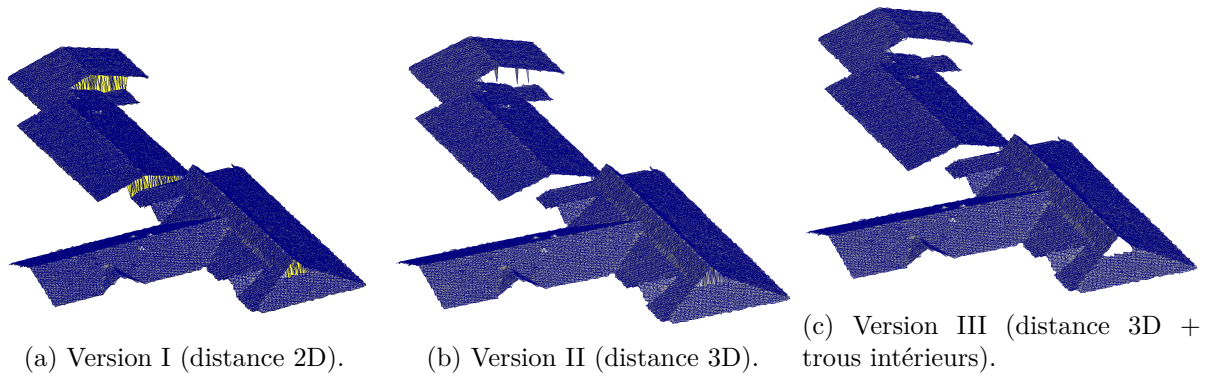 (a) Version I (distance 2D).
(b) Version II (distance 3D).
(c) Version III (distance 3D +
trous intérieurs).